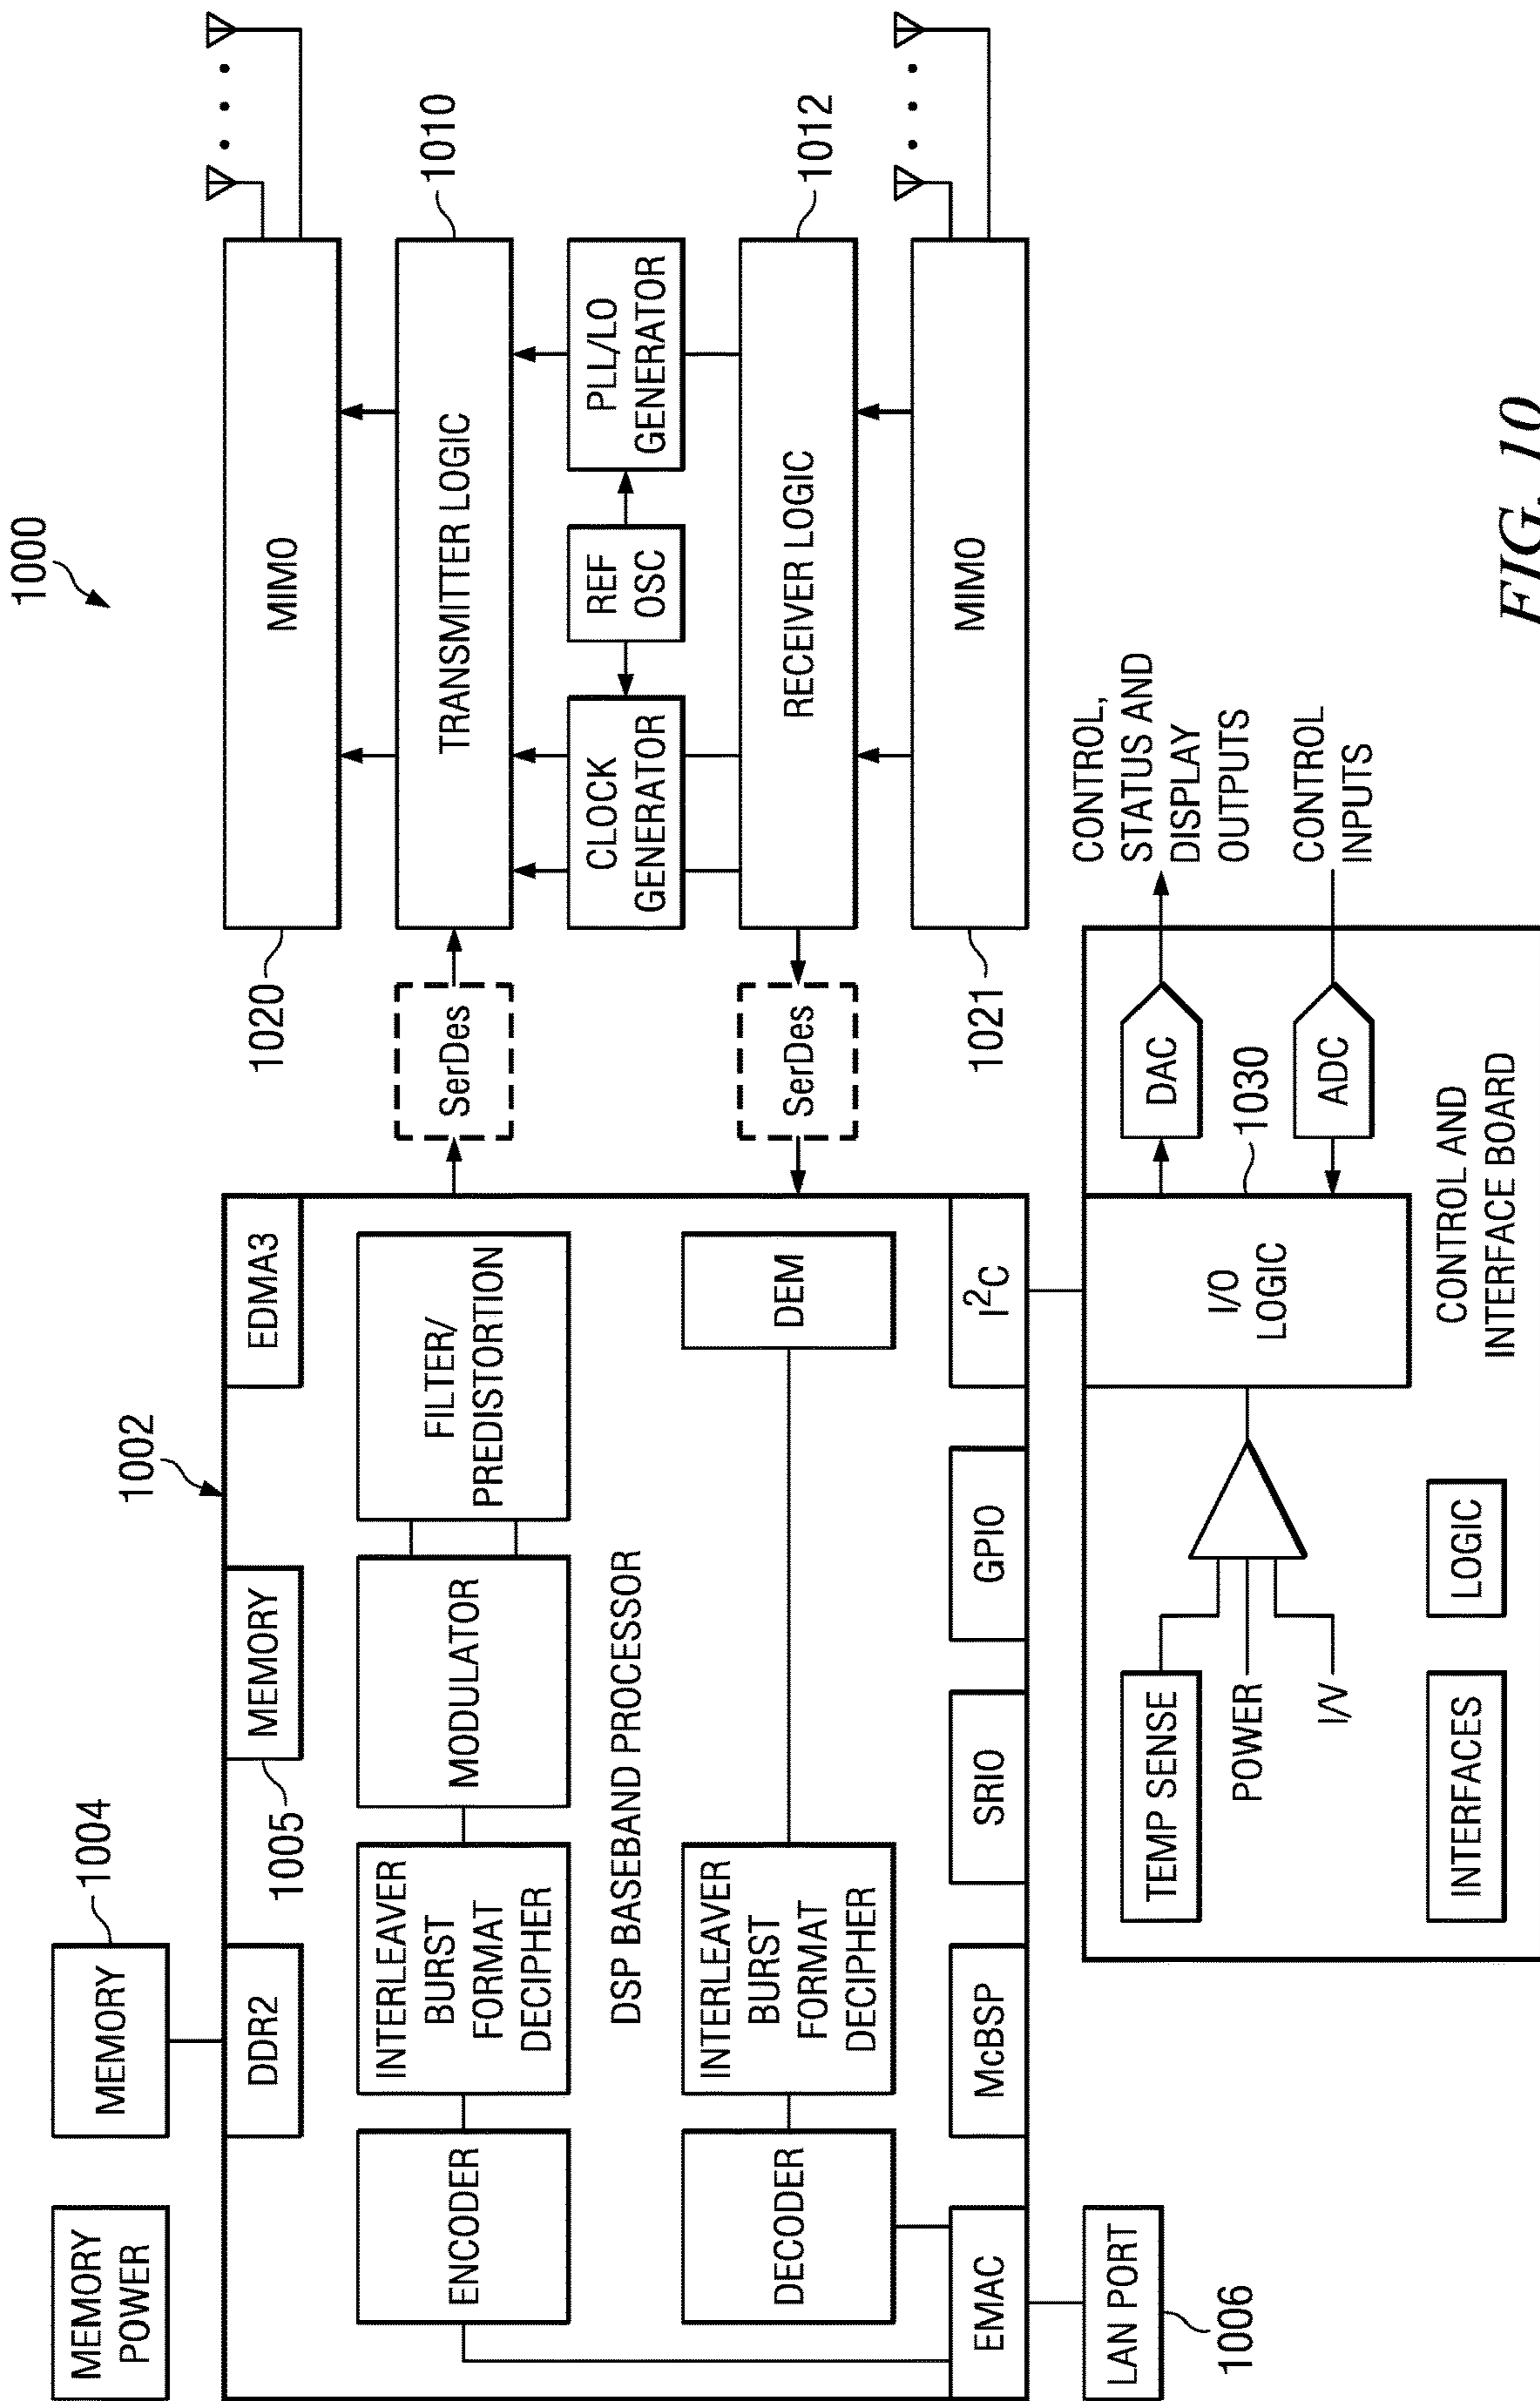 1000
MEMORY
POWER
MEMORY
1004
1002
DDR2
MEMORY
1005
EDMA3
ENCODER
INTERLEAVER
BURST
FORMAT
DECIPHER
MODULATOR
FILTER/
PREDISTORTION
DSP BASEBAND PROCESSOR
DECODER
INTERLEAVER
BURST
FORMAT
DECIPHER
DEM
EMAC
McBSP
SRIO
GPIO
I²C
LAN PORT
1006
SerDes
SerDes
1020
MIMO
TRANSMITTER LOGIC
1010
CLOCK
GENERATOR
REF
OSC
PLL/LO
GENERATOR
RECEIVER LOGIC
1012
MIMO
1021
TEMP SENSE
POWER
I/V
I/O
LOGIC
1030
DAC
ADC
CONTROL,
STATUS AND
DISPLAY
OUTPUTS
CONTROL
INPUTS
INTERFACES
LOGIC
CONTROL AND
INTERFACE BOARD
FIG. 10